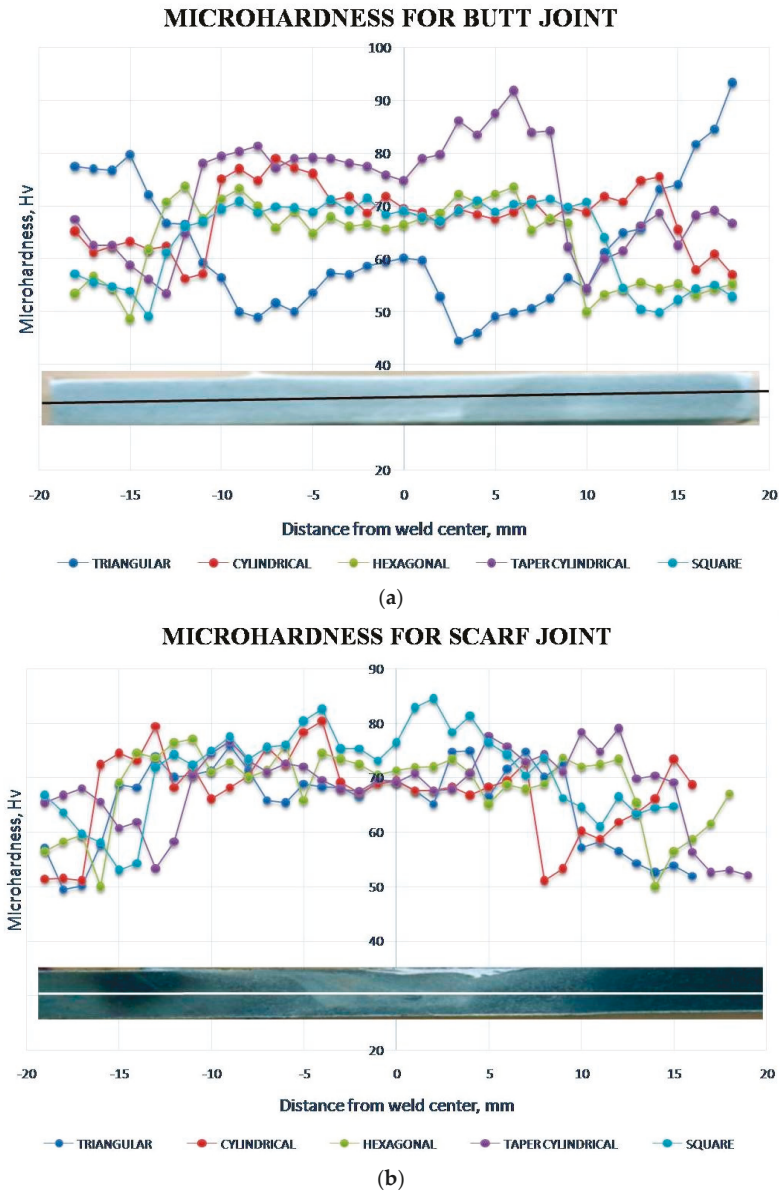 MICROHARDNESS FOR BUTT JOINT
100
90
80
70
60
50
40
20
Microhardness, Hv
-20 -15 -10 -5 0 5 10 15 20
Distance from weld center, mm
TRIANGULAR CYLINDRICAL HEXAGONAL TAPER CYLINDRICAL SQUARE
(a)
MICROHARDNESS FOR SCARF JOINT
90
80
70
60
50
40
20
Microhardness, Hv
-20 -15 -10 -5 0 5 10 15 20
Distance from weld center, mm
TRIANGULAR CYLINDRICAL HEXAGONAL TAPER CYLINDRICAL SQUARE
(b)